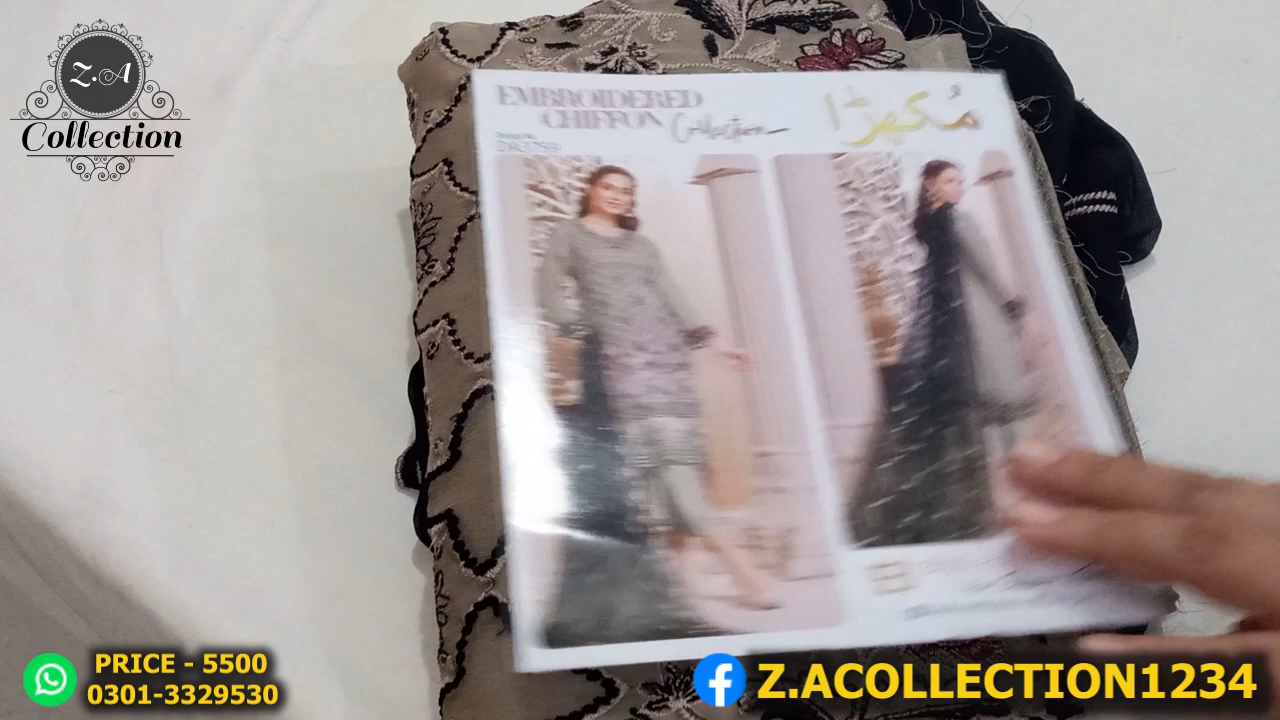 Z.A
Collection
EMBROIDERED
CHIFFON Collection
مُکھڑا
PRICE - 5500
0301-3329530
Z.ACOLLECTION1234